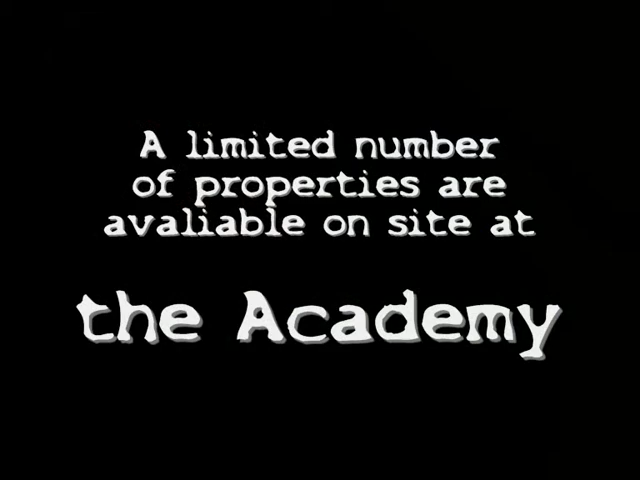 A limited number
of properties are
avaliable on site at
the Academy